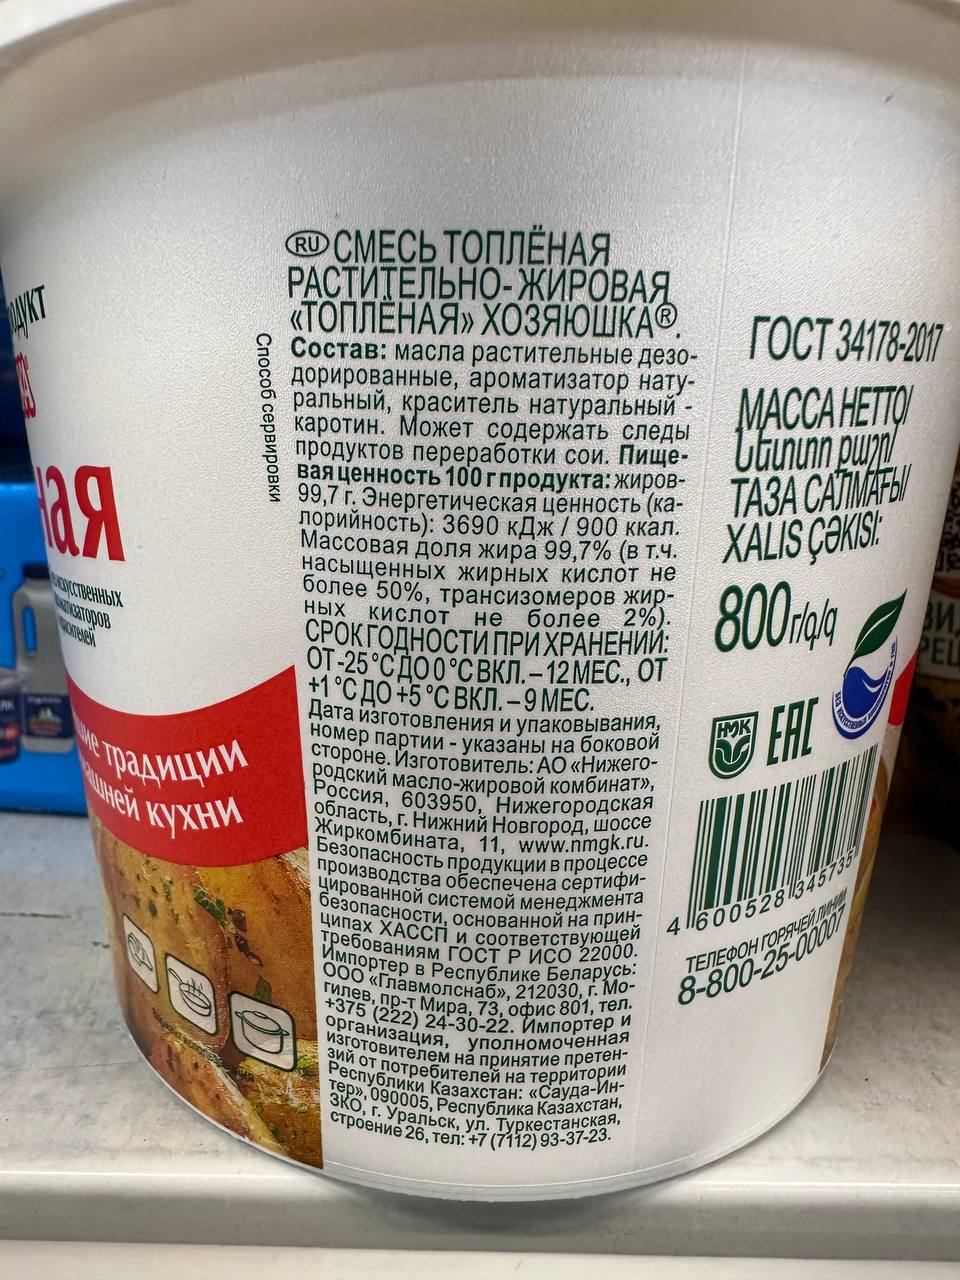 RU СМЕСЬ ТОПЛЁНАЯ
РАСТИТЕЛЬНО-ЖИРОВАЯ
«ТОПЛЁНАЯ» ХОЗЯЮШКА®.
Состав: масла растительные дезо-
дорированные, ароматизатор нату-
ральный, краситель натуральный -
каротин. Может содержать следы
продуктов переработки сои. Пище-
вая ценность 100 г продукта: жиров-
99,7 г. Энергетическая ценность (ка-
лорийность): 3690 кДж / 900 ккал.
Массовая доля жира 99,7% (в т.ч.
насыщенных жирных кислот не
более 50%, трансизомеров жир-
ных кислот не более 2%).
СРОК ГОДНОСТИ ПРИ ХРАНЕНИИ:
ОТ -25 °С ДО 0 °С ВКЛ. – 12 МЕС., ОТ
+1 °С ДО +5 °С ВКЛ. – 9 МЕС.
Дата изготовления и упаковывания,
номер партии - указаны на боковой
стороне. Изготовитель: АО «Нижего-
родский масло-жировой комбинат»,
Россия, 603950, Нижегородская
область, г. Нижний Новгород, шоссе
Жиркомбината, 11, www.nmgk.ru.
Безопасность продукции в процессе
производства обеспечена сертифи-
цированной системой менеджмента
безопасности, основанной на прин-
ципах ХАССП и соответствующей
требованиям ГОСТ Р ИСО 22000.
Импортер в Республике Беларусь:
ООО «Главмолснаб», 212030, г. Мо-
гилев, пр-т Мира, 73, офис 801, тел.
+375 (222) 24-30-22. Импортер и
организация, уполномоченная
изготовителем на принятие претен-
зий от потребителей на территории
Республики Казахстан: «Сауда-Ин-
тер», 090005, Республика Казахстан,
ЗКО, г. Уральск, ул. Туркестанская,
строение 26, тел: +7 (7112) 93-37-23.
Способ сервировки
ная
традиции
кухни
ГОСТ 34178-2017
МАССА НЕТТО/
Նետտո քաշը/
ТАЗА САЛМАҒЫ/
XALIS ÇƏKISI:
800 г/գ/q
НМЖК
EAC
4 600528 345735
ТЕЛЕФОН ГОРЯЧЕЙ ЛИНИИ
8-800-25-00007